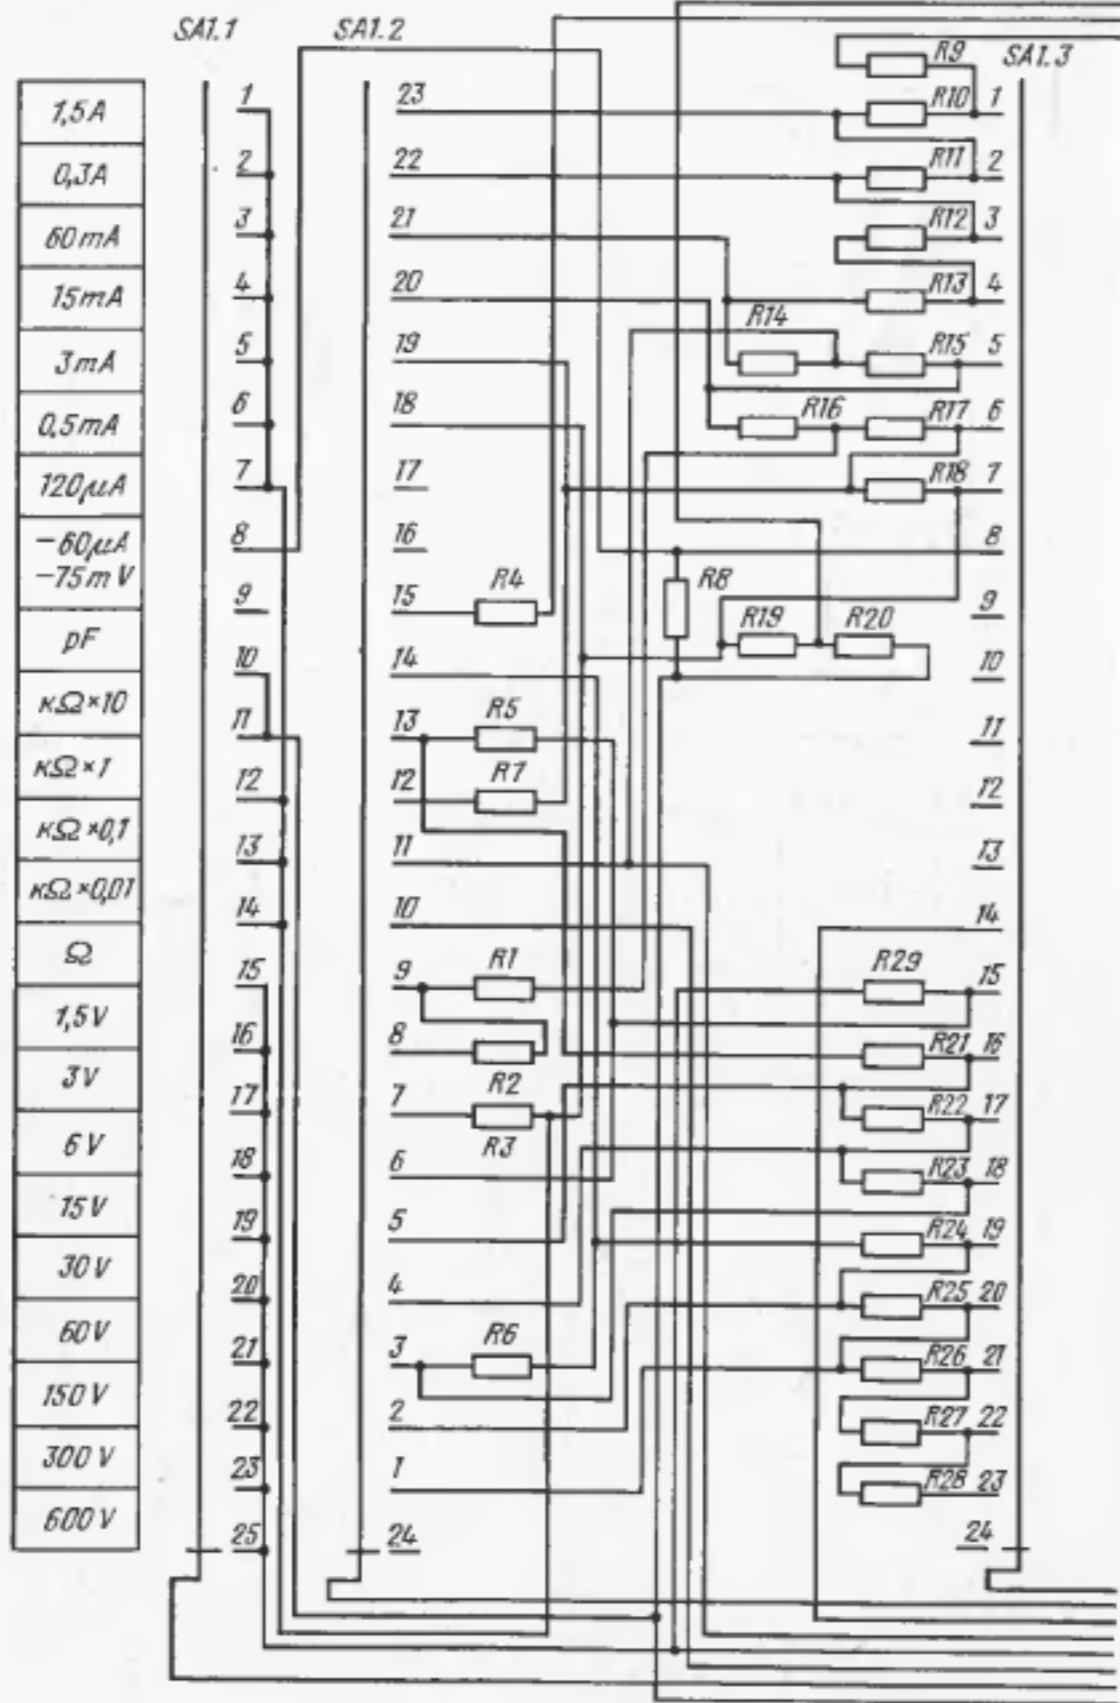 SA1.1
SA1.2
SA1.3
1,5A
0,3A
60mA
15mA
3mA
0,5mA
120μA
-60μA
-75mV
pF
кΩ×10
кΩ×1
кΩ×0,1
кΩ×0,01
Ω
1,5V
3V
6V
15V
30V
60V
150V
300V
600V
1
2
3
4
5
6
7
8
9
10
11
12
13
14
15
16
17
18
19
20
21
22
23
25
23
22
21
20
19
18
17
16
15
14
13
12
11
10
9
8
7
6
5
4
3
2
1
24
R4
R5
R7
R1
R2
R3
R6
R9
R10
R11
R12
R13
R14
R15
R16
R17
R18
R8
R19
R20
R29
R21
R22
R23
R24
R25
R26
R27
R28
1
2
3
4
5
6
7
8
9
10
11
12
13
14
15
16
17
18
19
20
21
22
23
24